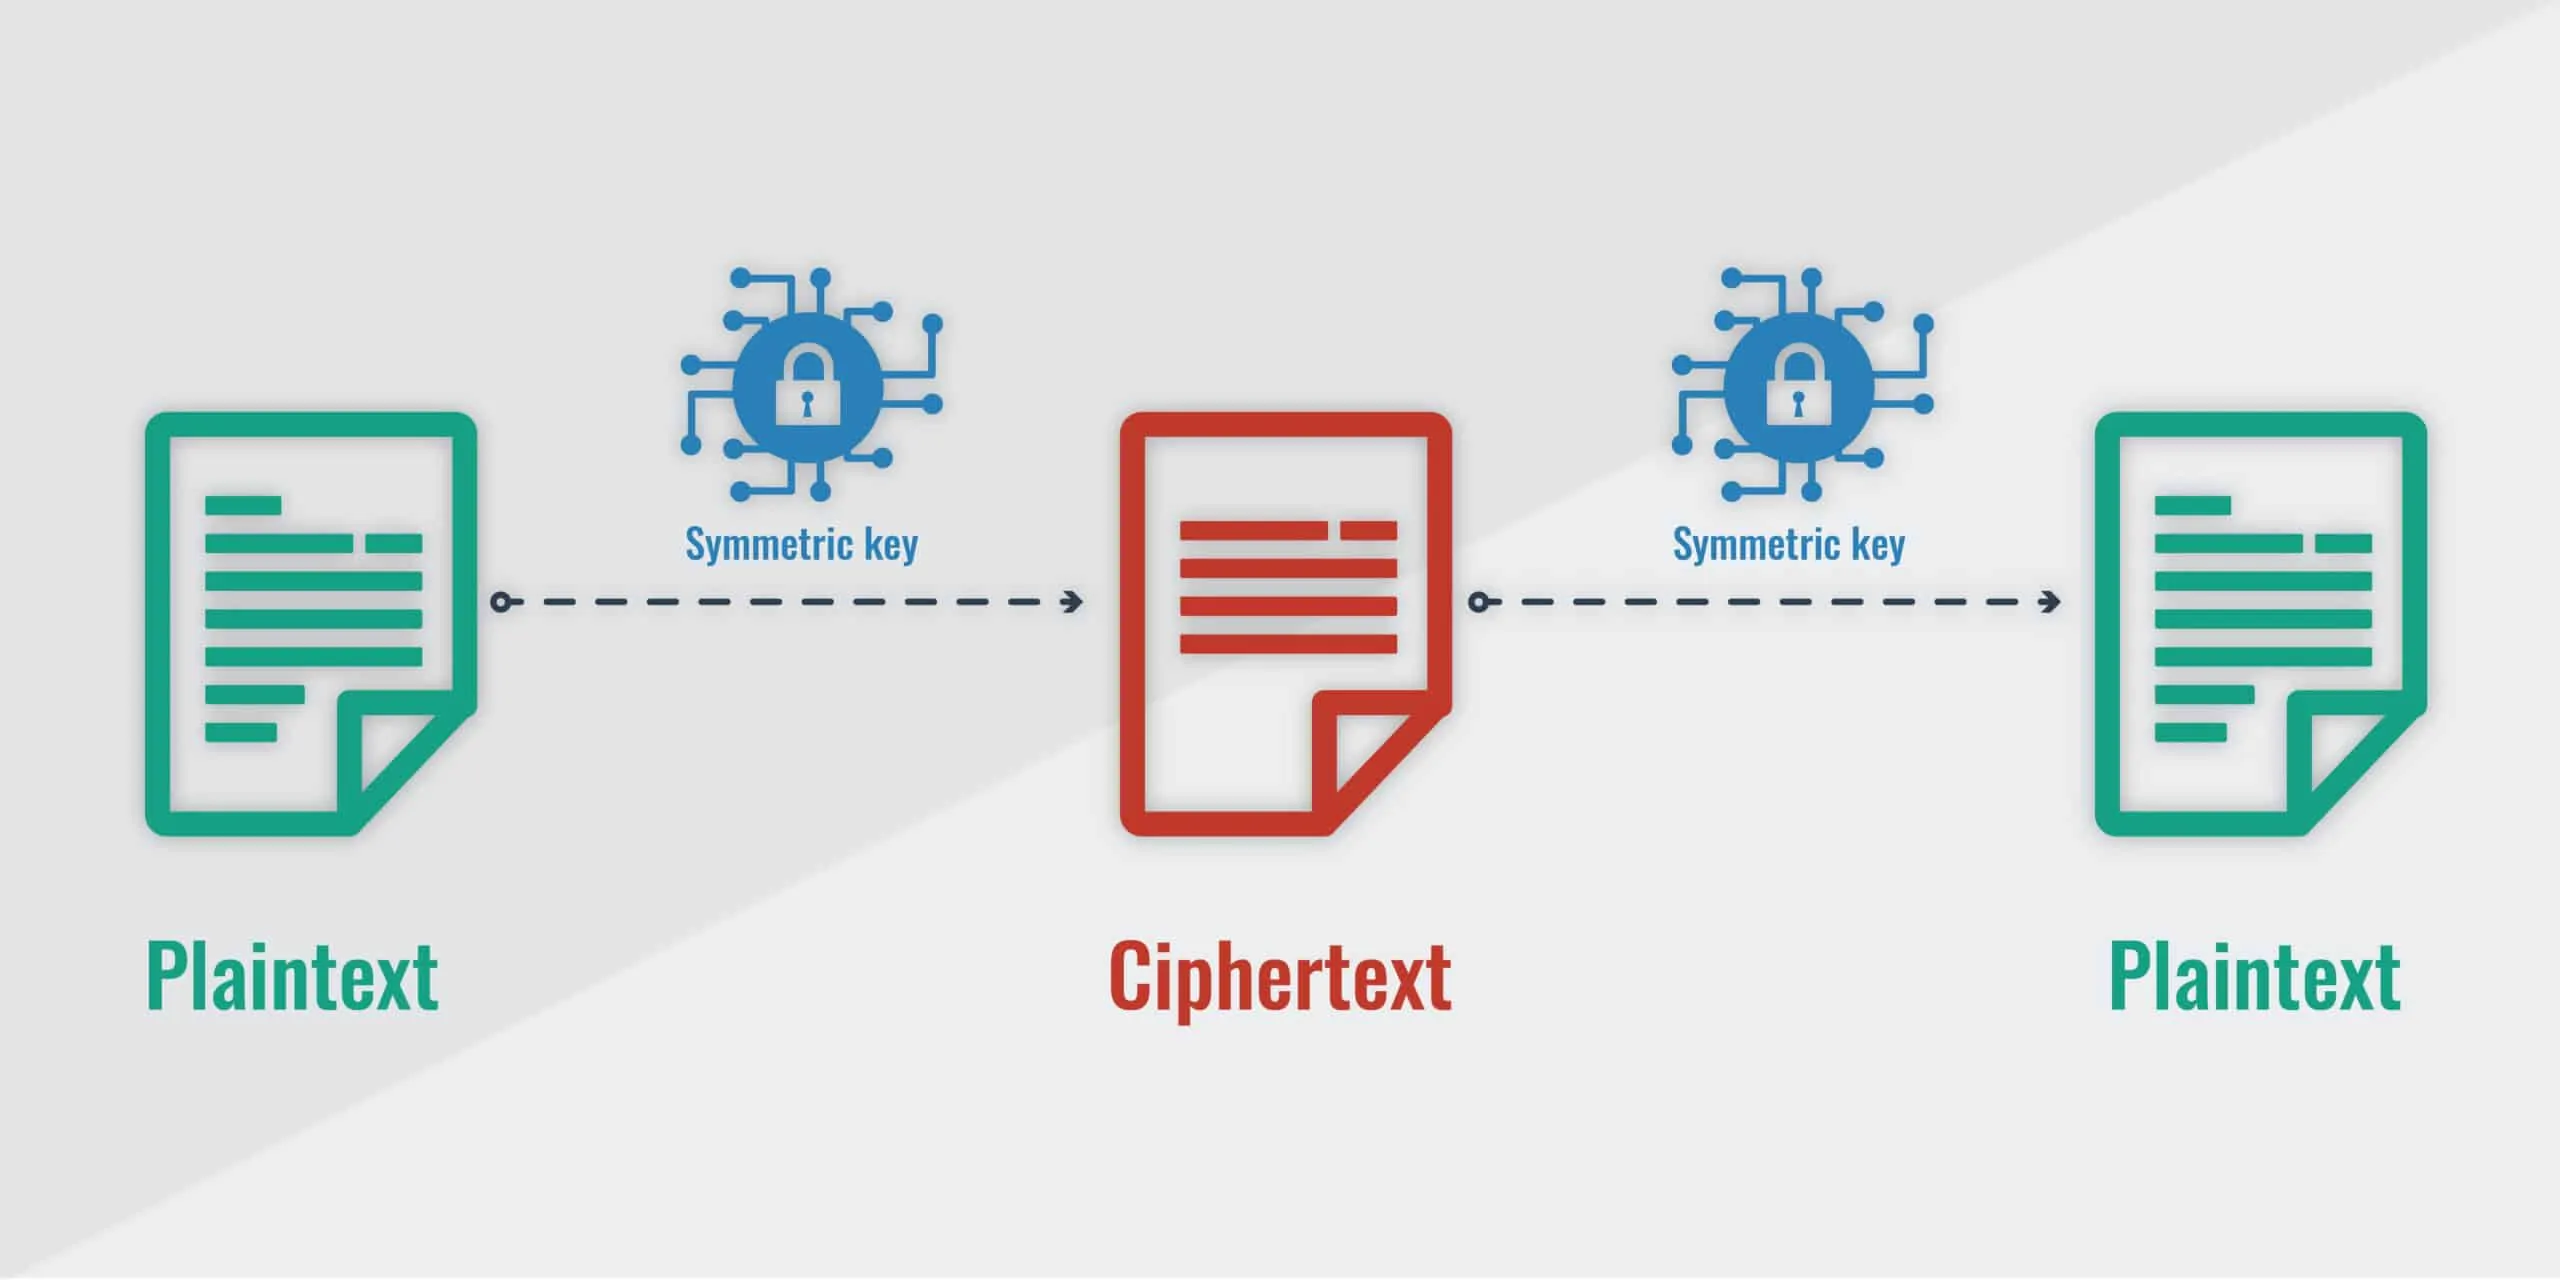 Symmetric key
Symmetric key
Plaintext
Ciphertext
Plaintext